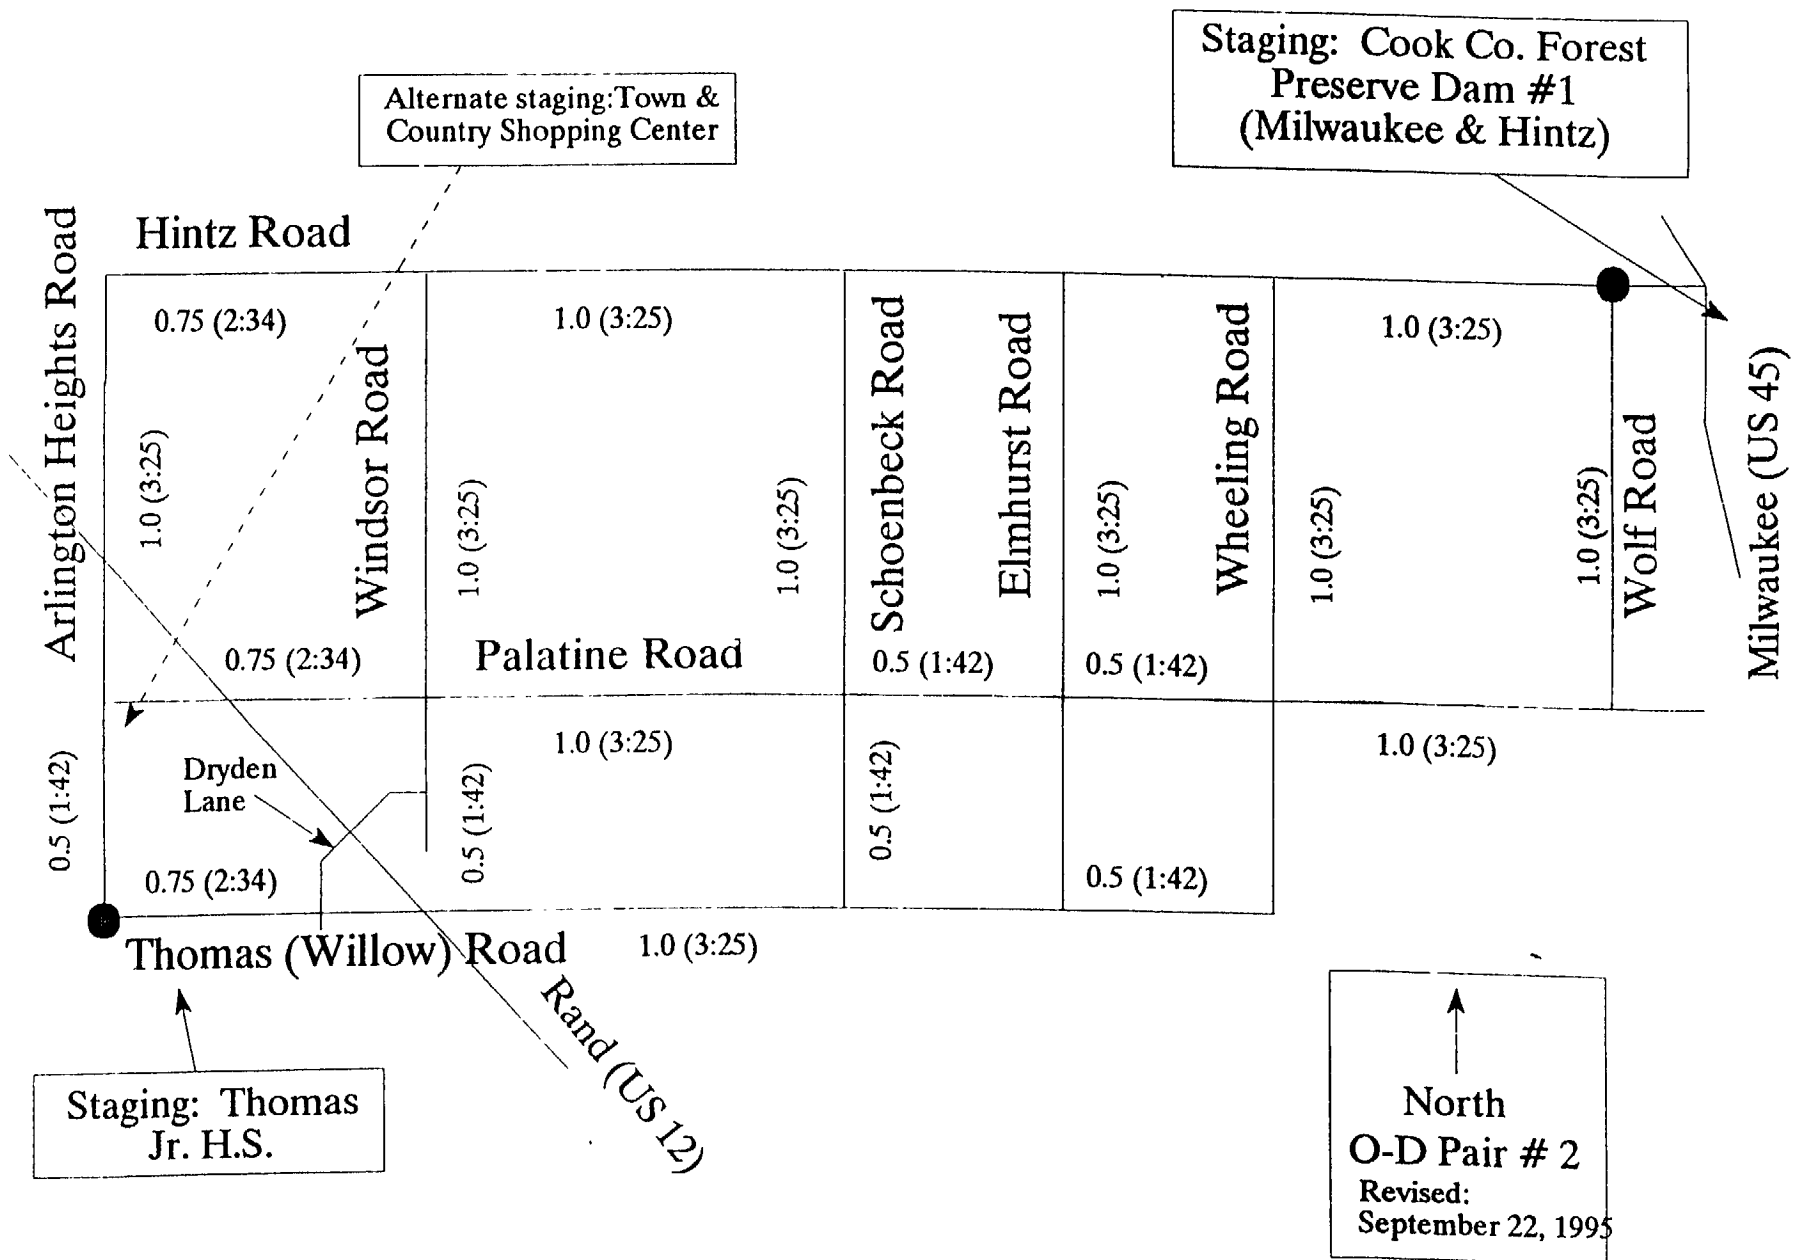 Staging: Cook Co. Forest
Preserve Dam #1
(Milwaukee & Hintz)
Alternate staging:Town &
Country Shopping Center
Hintz Road
Arlington Heights Road
0.75 (2:34)
1.0 (3:25)
1.0 (3:25)
1.0 (3:25)
Windsor Road
1.0 (3:25)
1.0 (3:25)
Schoenbeck Road
Elmhurst Road
1.0 (3:25)
Wheeling Road
1.0 (3:25)
1.0 (3:25)
Wolf Road
Milwaukee (US 45)
0.75 (2:34)
Palatine Road
0.5 (1:42)
0.5 (1:42)
0.5 (1:42)
Dryden
Lane
1.0 (3:25)
0.5 (1:42)
0.5 (1:42)
1.0 (3:25)
0.75 (2:34)
0.5 (1:42)
Thomas (Willow) Road
1.0 (3:25)
Rand (US 12)
Staging: Thomas
Jr. H.S.
North
O-D Pair # 2
Revised:
September 22, 1995